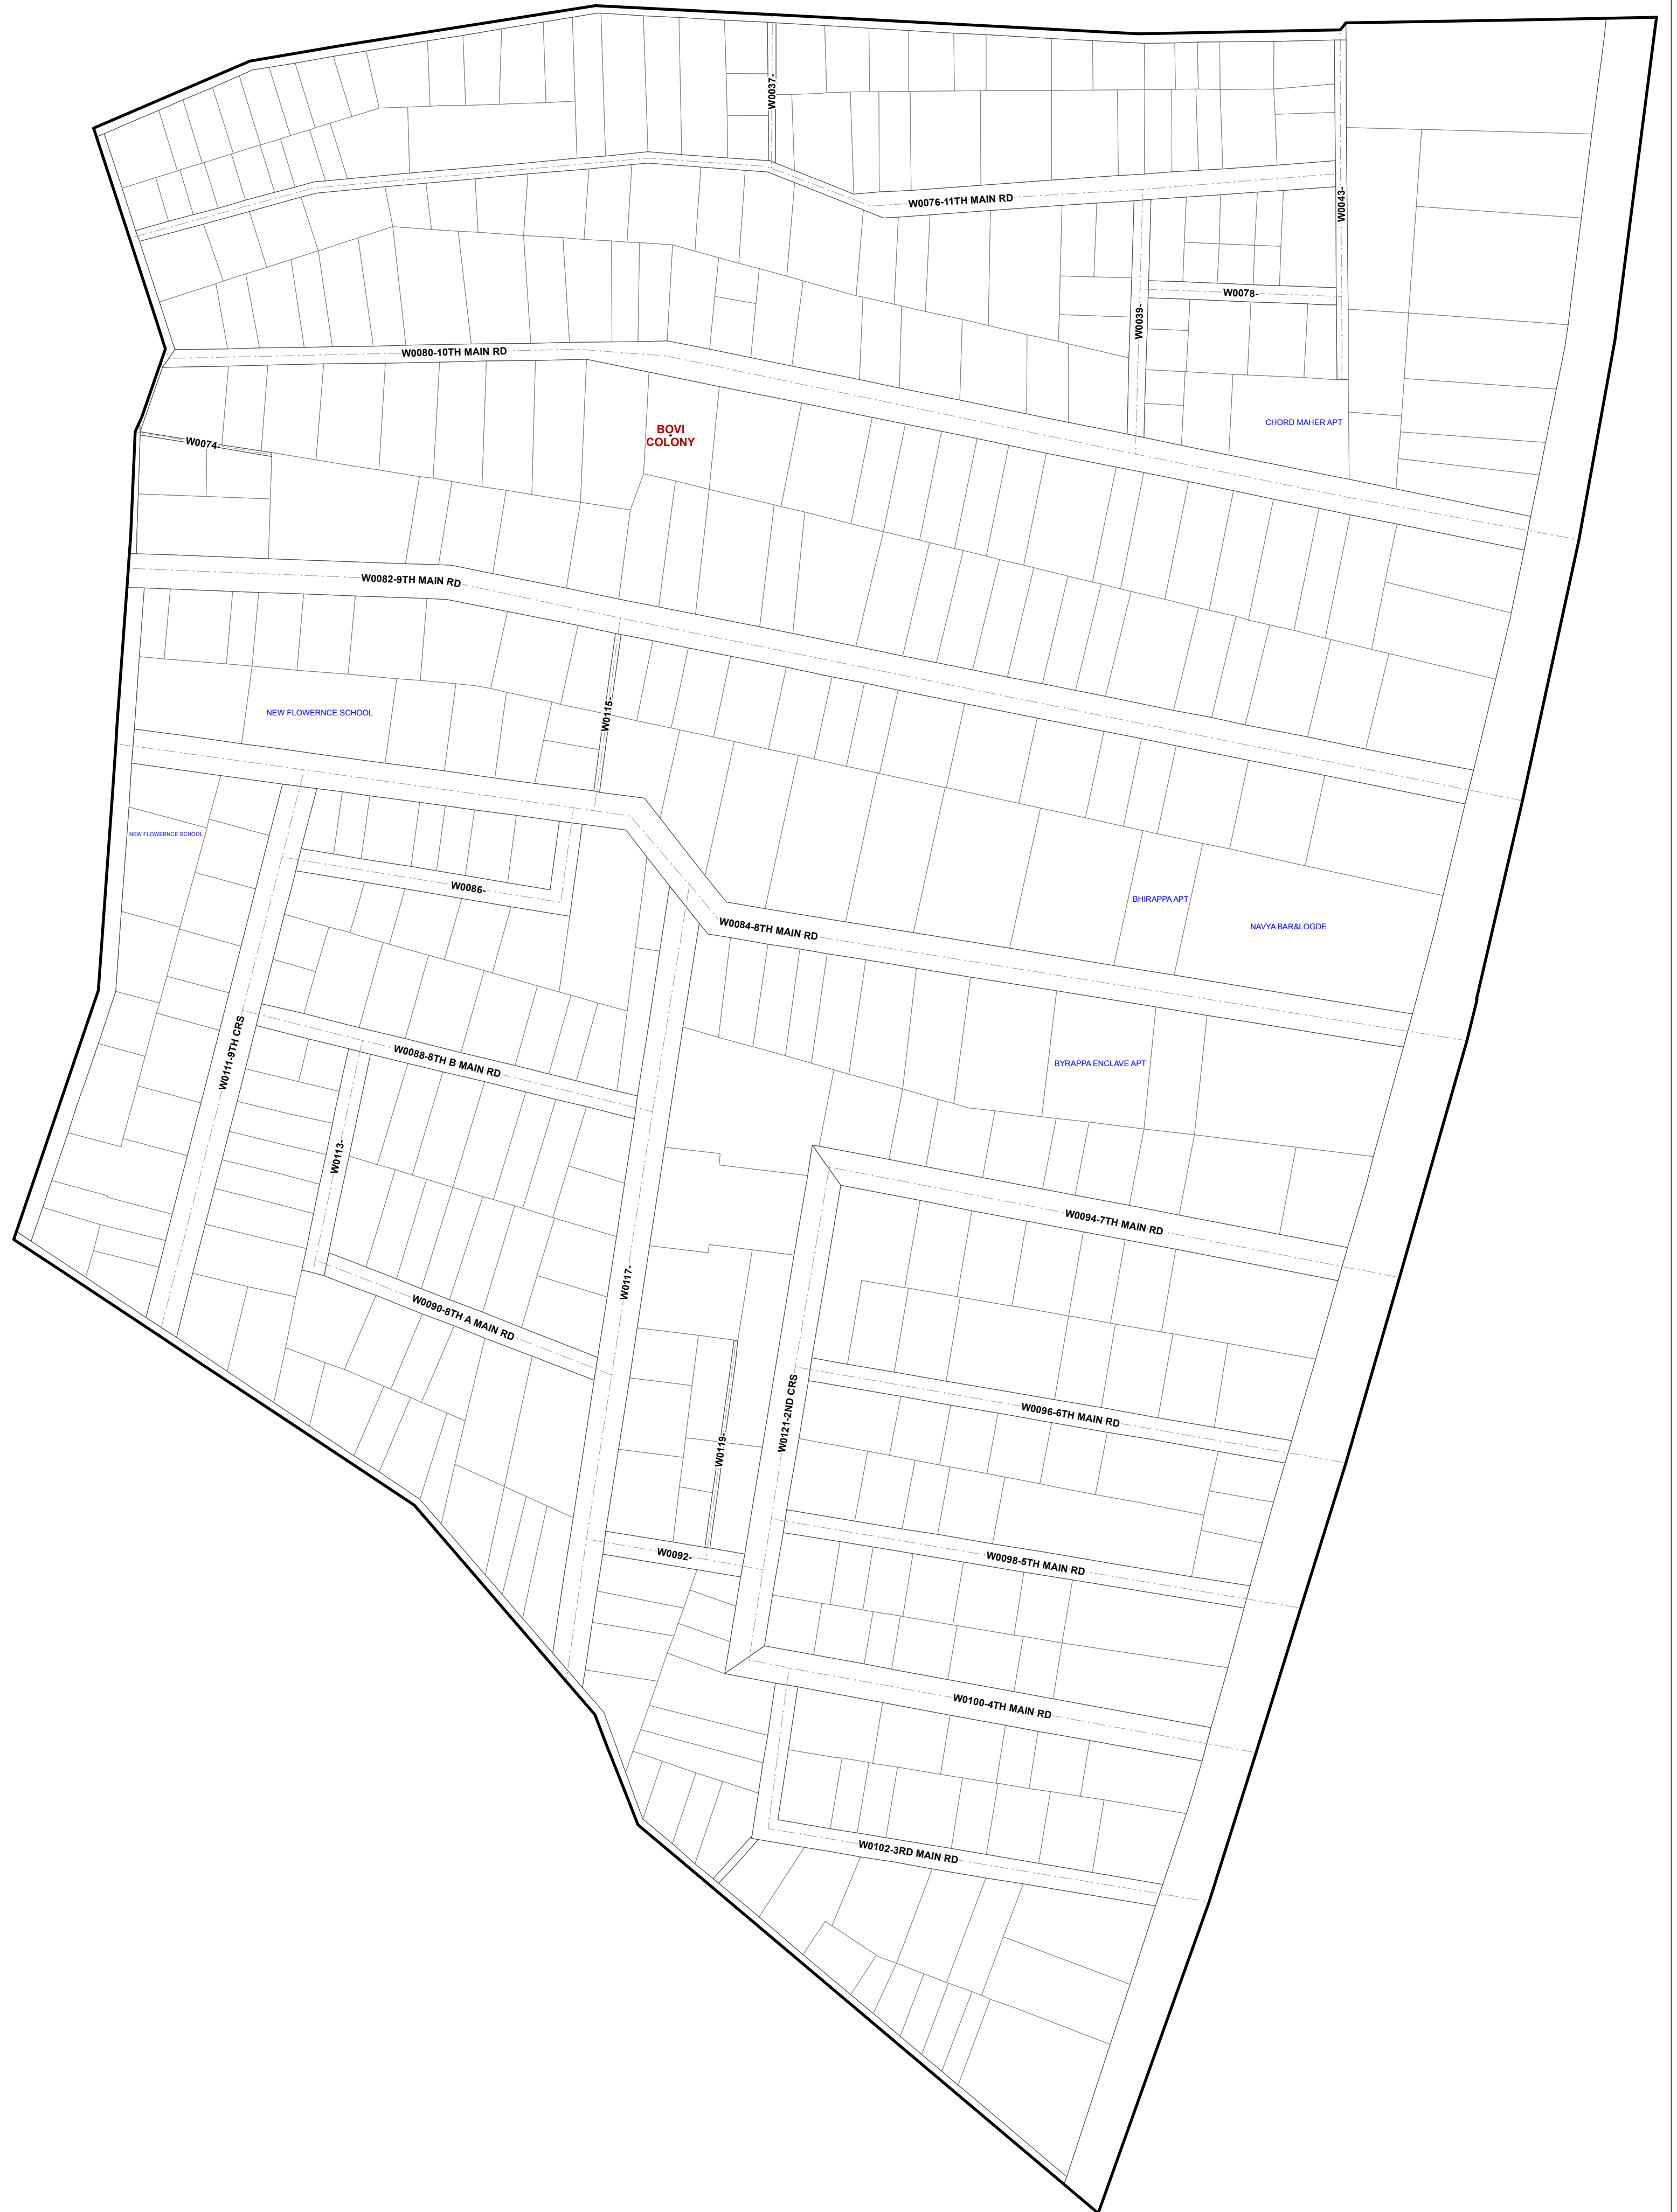 W0037-
W0076-11TH MAIN RD
W0043-
W0078-
W0039-
W0080-10TH MAIN RD
CHORD MAHER APT
BOVI
COLONY
W0074-
W0082-9TH MAIN RD
NEW FLOWERNCE SCHOOL
W0115-
NEW FLOWERNCE SCHOOL
W0086-
BHIRAPPA APT
W0084-8TH MAIN RD
NAVYA BAR&LOGDE
W0111-9TH CRS
W0088-8TH B MAIN RD
BYRAPPA ENCLAVE APT
W0113-
W0094-7TH MAIN RD
W0117-
W0090-8TH A MAIN RD
W0121-2ND CRS
W0096-6TH MAIN RD
W0119-
W0092-
W0098-5TH MAIN RD
W0100-4TH MAIN RD
W0102-3RD MAIN RD